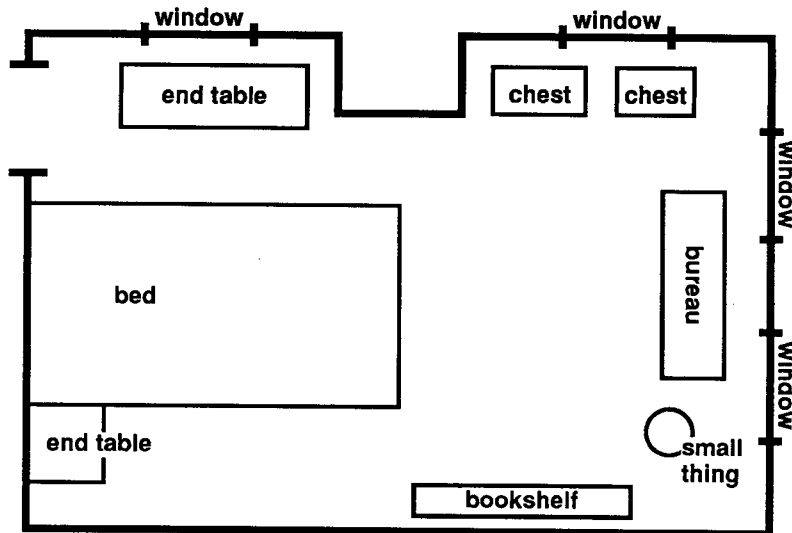 window
window
end table
chest
chest
window
bureau
bed
window
end table
small
thing
bookshelf